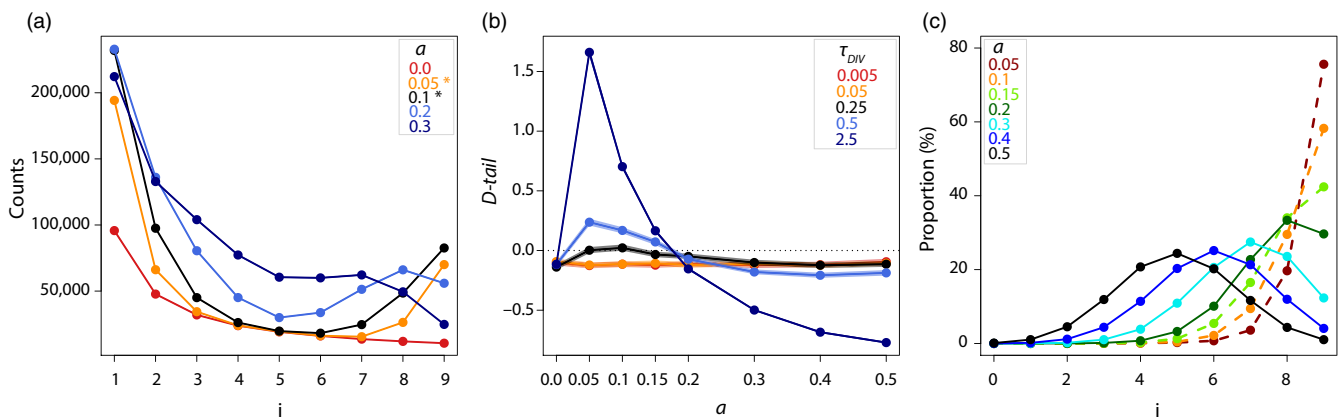 (a)
Counts
200,000
150,000
100,000
50,000
1 2 3 4 5 6 7 8 9
i
a
0.0
0.05 *
0.1 *
0.2
0.3
(b)
D-tail
1.5
1.0
0.5
0.0
−0.5
0.0 0.05 0.1 0.15 0.2 0.3 0.4 0.5
a
τDIV
0.005
0.05
0.25
0.5
2.5
(c)
Proportion (%)
80
60
40
20
0
0 2 4 6 8
i
a
0.05
0.1
0.15
0.2
0.3
0.4
0.5